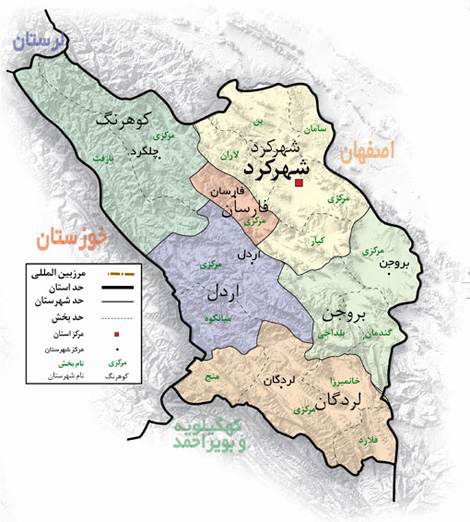 لرستان
کوهرنگ
مرکزی
چلگرد
بازفت
بن
سامان
شهرکرد
لاران
شهرکرد
اصفهان
فارسان
فارسان
مرکزی
مرکزی
کیار
خوزستان
اردل
مرکزی
اردل
میانکوه
مرکزی
بروجن
بروجن
گندمان
بلداجی
مرزبین المللی
حد استان
حد شهرستان
حد بخش
مرکز استان
مرکز شهرستان
نام بخش
مرکزی
نام شهرستان
کوهرنگ
منج
لردگان
خانمیرزا
لردگان
مرکزی
فلارد
کهگیلویه
و بویراحمد